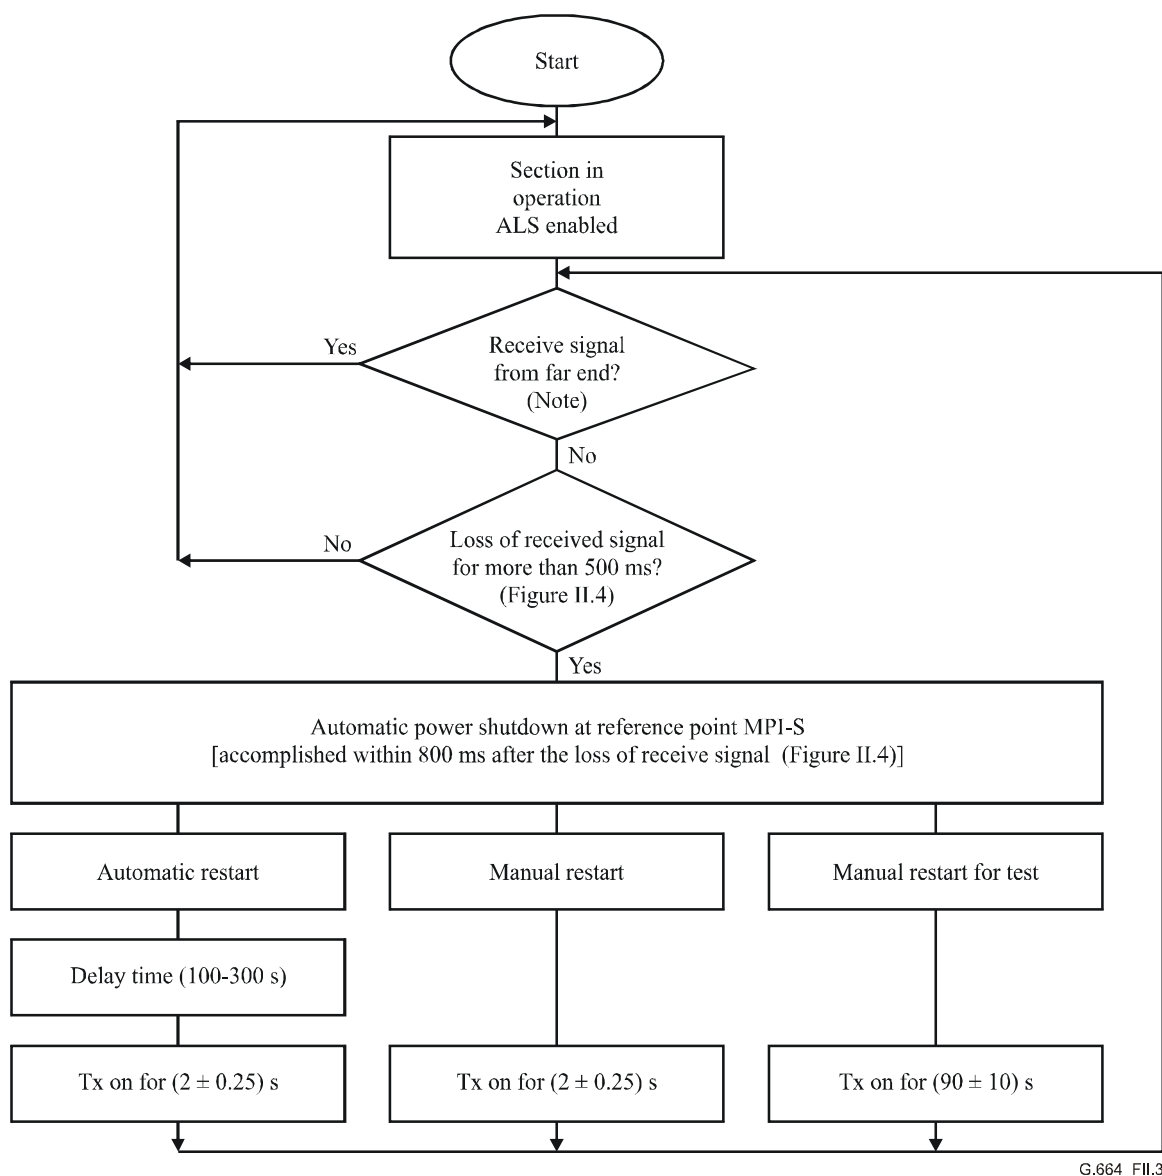 Start
Section in
operation
ALS enabled
Yes
Receive signal
from far end?
(Note)
No
No
Loss of received signal
for more than 500 ms?
(Figure II.4)
Yes
Automatic power shutdown at reference point MPI-S
[accomplished within 800 ms after the loss of receive signal (Figure II.4)]
Automatic restart
Manual restart
Manual restart for test
Delay time (100-300 s)
Tx on for (2 ± 0.25) s
Tx on for (2 ± 0.25) s
Tx on for (90 ± 10) s
G.664_FII.3